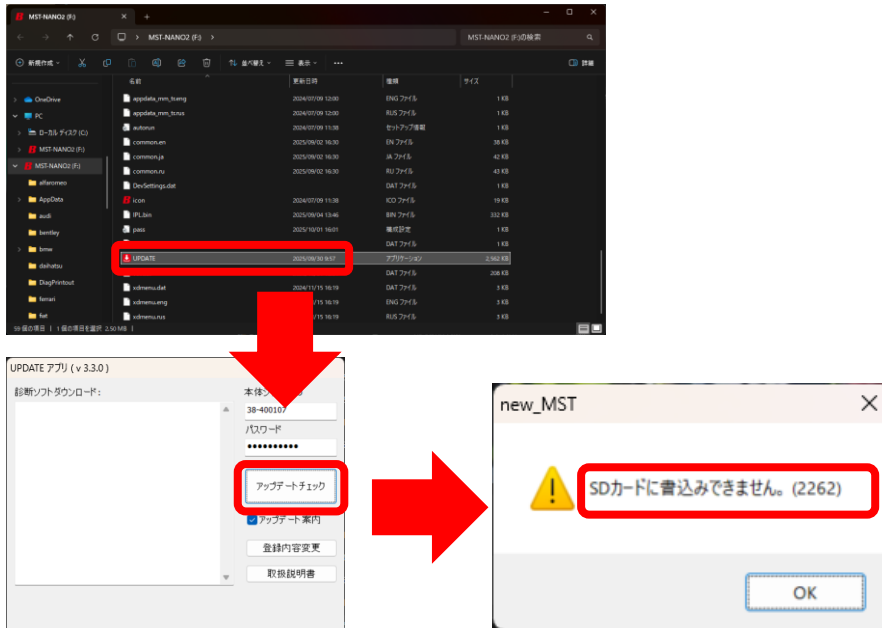 MST-NANO2 (F:)
MST-NANO2 (F:)
MST-NANO2 (F:)の検索
新規作成
並べ替え
表示
詳細
名前 更新日時 種類 サイズ
appdata_mm_ts.eng 2024/07/09 12:00 ENG ファイル 1 KB
appdata_mm_ts.rus 2024/07/09 12:00 RUS ファイル 1 KB
autorun 2024/07/09 11:38 セットアップ情報 1 KB
common.en 2025/09/02 16:30 EN ファイル 38 KB
common.ja 2025/09/02 16:30 JA ファイル 42 KB
common.ru 2025/09/02 16:30 RU ファイル 43 KB
DevSettings.dat DAT ファイル 1 KB
icon 2024/07/09 11:38 ICO ファイル 19 KB
IPL.bin 2025/09/04 13:46 BIN ファイル 332 KB
pass 2025/10/01 16:01 構成設定 1 KB
DAT ファイル 1 KB
UPDATE 2025/09/30 9:57 アプリケーション 2,562 KB
DAT ファイル 208 KB
xdmenu.dat 2024/11/15 16:19 DAT ファイル 3 KB
xdmenu.eng /15 16:19 ENG ファイル 3 KB
xdmenu.rus /15 16:19 RUS ファイル 3 KB
OneDrive
PC
ローカル ディスク (C:)
MST-NANO2 (F:)
MST-NANO2 (F:)
alfaromeo
AppData
audi
bentley
bmw
daihatsu
DiagPrintout
ferrari
fiat
59 個の項目 1 個の項目を選択 2.50 MB
UPDATE アプリ ( v 3.3.0 )
診断ソフトダウンロード :
本体シ
38-400107
パスワード
••••••••••
アップデートチェック
アップデート案内
登録内容変更
取扱説明書
new_MST
SDカードに書込みできません。(2262)
OK